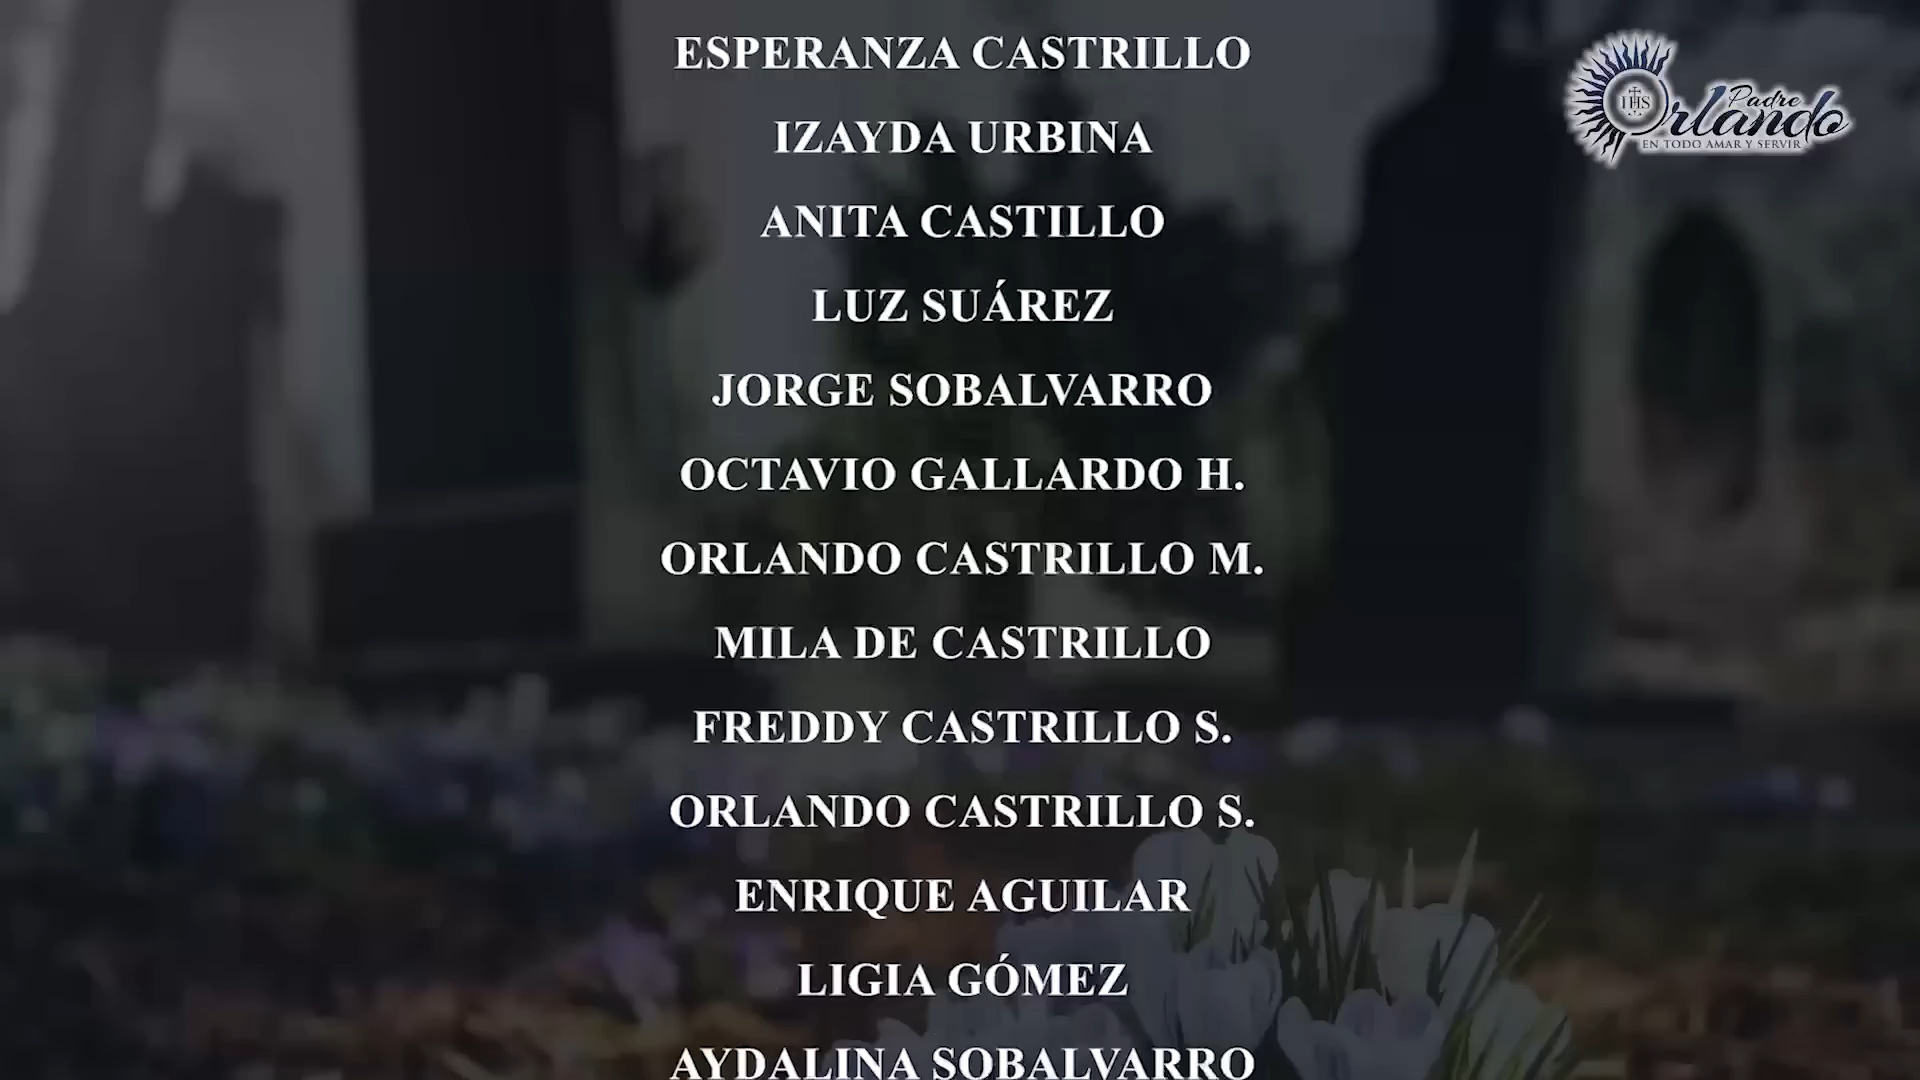 ESPERANZA CASTRILLO
IZAYDA URBINA
ANITA CASTILLO
LUZ SUÁREZ
JORGE SOBALVARRO
OCTAVIO GALLARDO H.
ORLANDO CASTRILLO M.
MILA DE CASTRILLO
FREDDY CASTRILLO S.
ORLANDO CASTRILLO S.
ENRIQUE AGUILAR
LIGIA GÓMEZ
AYDALINA SOBALVARRO
IHS
Padre
Orlando
EN TODO AMAR Y SERVIR